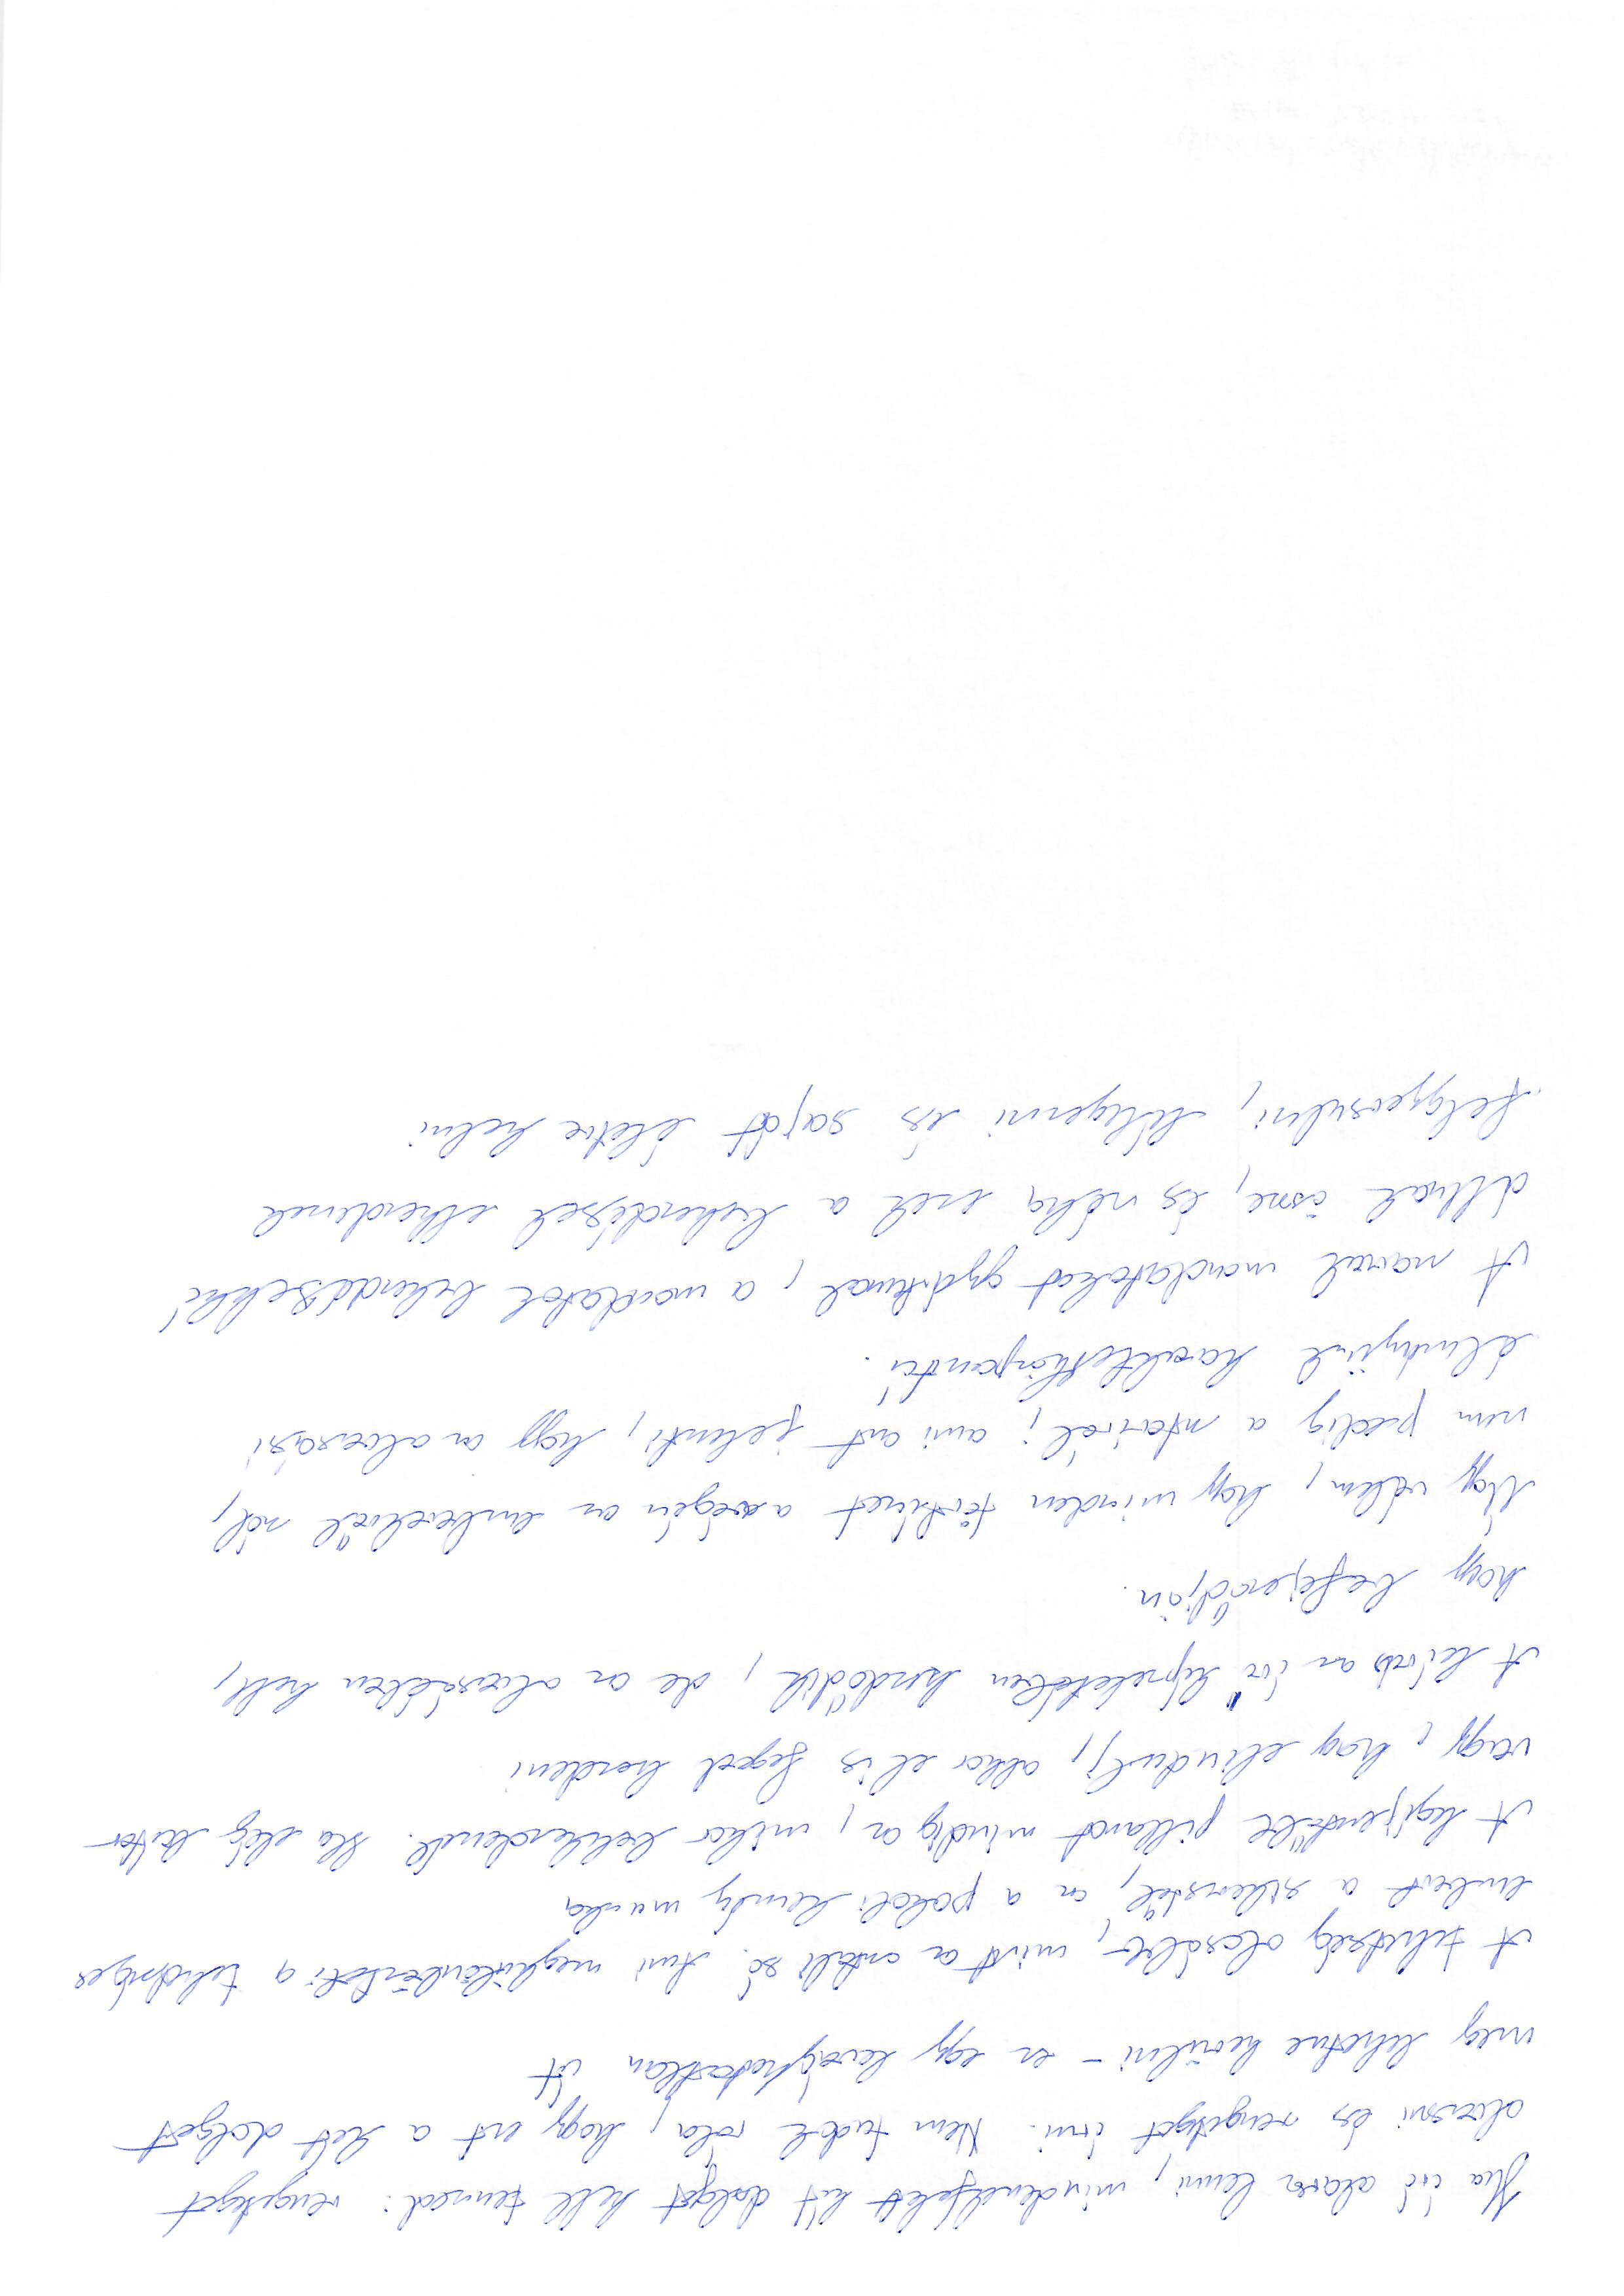 Ha író akarsz lenni, mindenekfelett két dolgot kell tenned: rengeteget
olvasni és rengeteget írni. Nem tudok róla, hogy ezt a két dolgot
meg lehetne kerülni - ez egy levághatatlan út
A tehetség olcsóbb, mint az asztali só. Ami megkülönbözteti a tehetséges
embert a sikerestől, az a pokoli kemény munka
A legijesztőbb pillanat mindig az, mikor belekezdenél. Ha elég bátor
vagy, hogy elindulj, akkor el is fogod kezdeni
A leírás az író képzeletében kezdődik, de az olvasóéban kell,
hogy befejeződjön.
Úgy vélem, hogy minden történet a végén az emberekről szól,
nem pedig a sztoriról; ami azt jelenti, hogy az olvasási
élményünk karakterközpontú.
A szavak mondatokat gyártanak, a mondatok bekezdésekké
állnak össze, és néha ezek a bekezdések elkezdenek
felgyorsulni, lélegezni és saját életre kelni